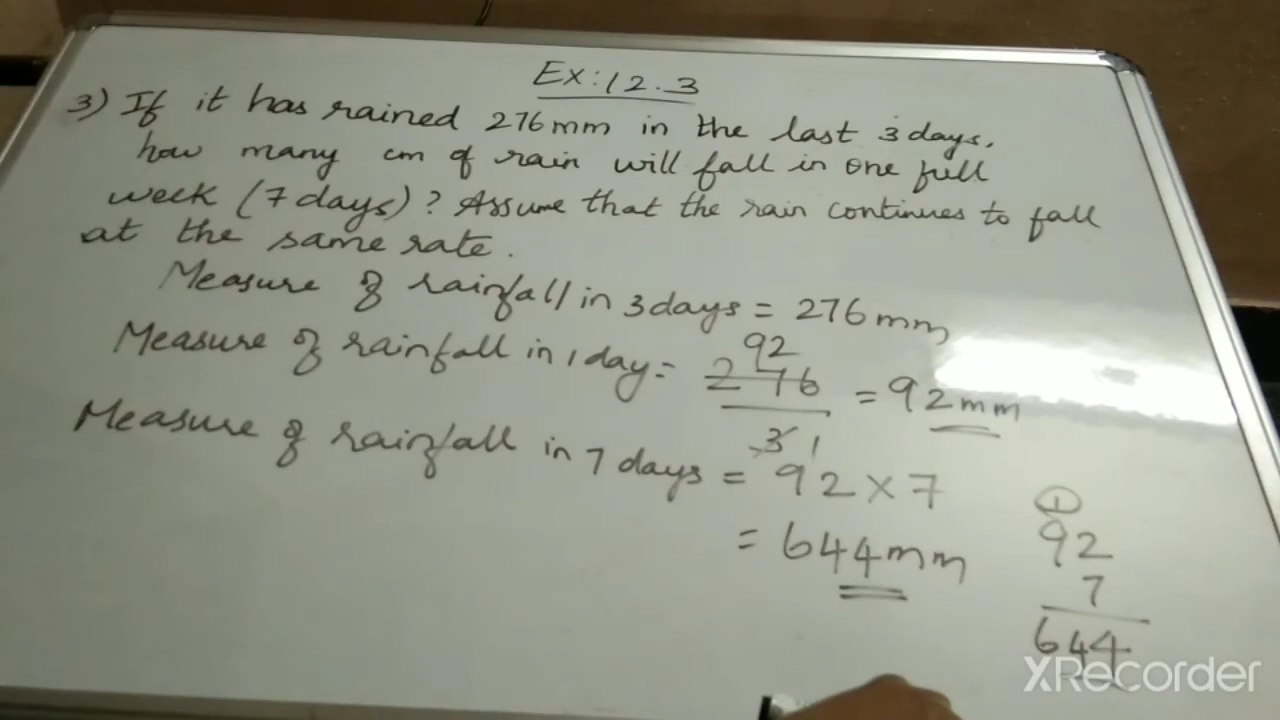 Ex: 12.3
3) If it has rained 276mm in the last 3 days,
how many cm of rain will fall in one full
week (7 days)? Assume that the rain continues to fall
at the same rate.
Measure of rainfall in 3 days = 276 mm
92
Measure of rainfall in 1 day = 276 = 92mm
3 1
Measure of rainfall in 7 days = 92 × 7
= 644mm
1
92
7
644
XRecorder